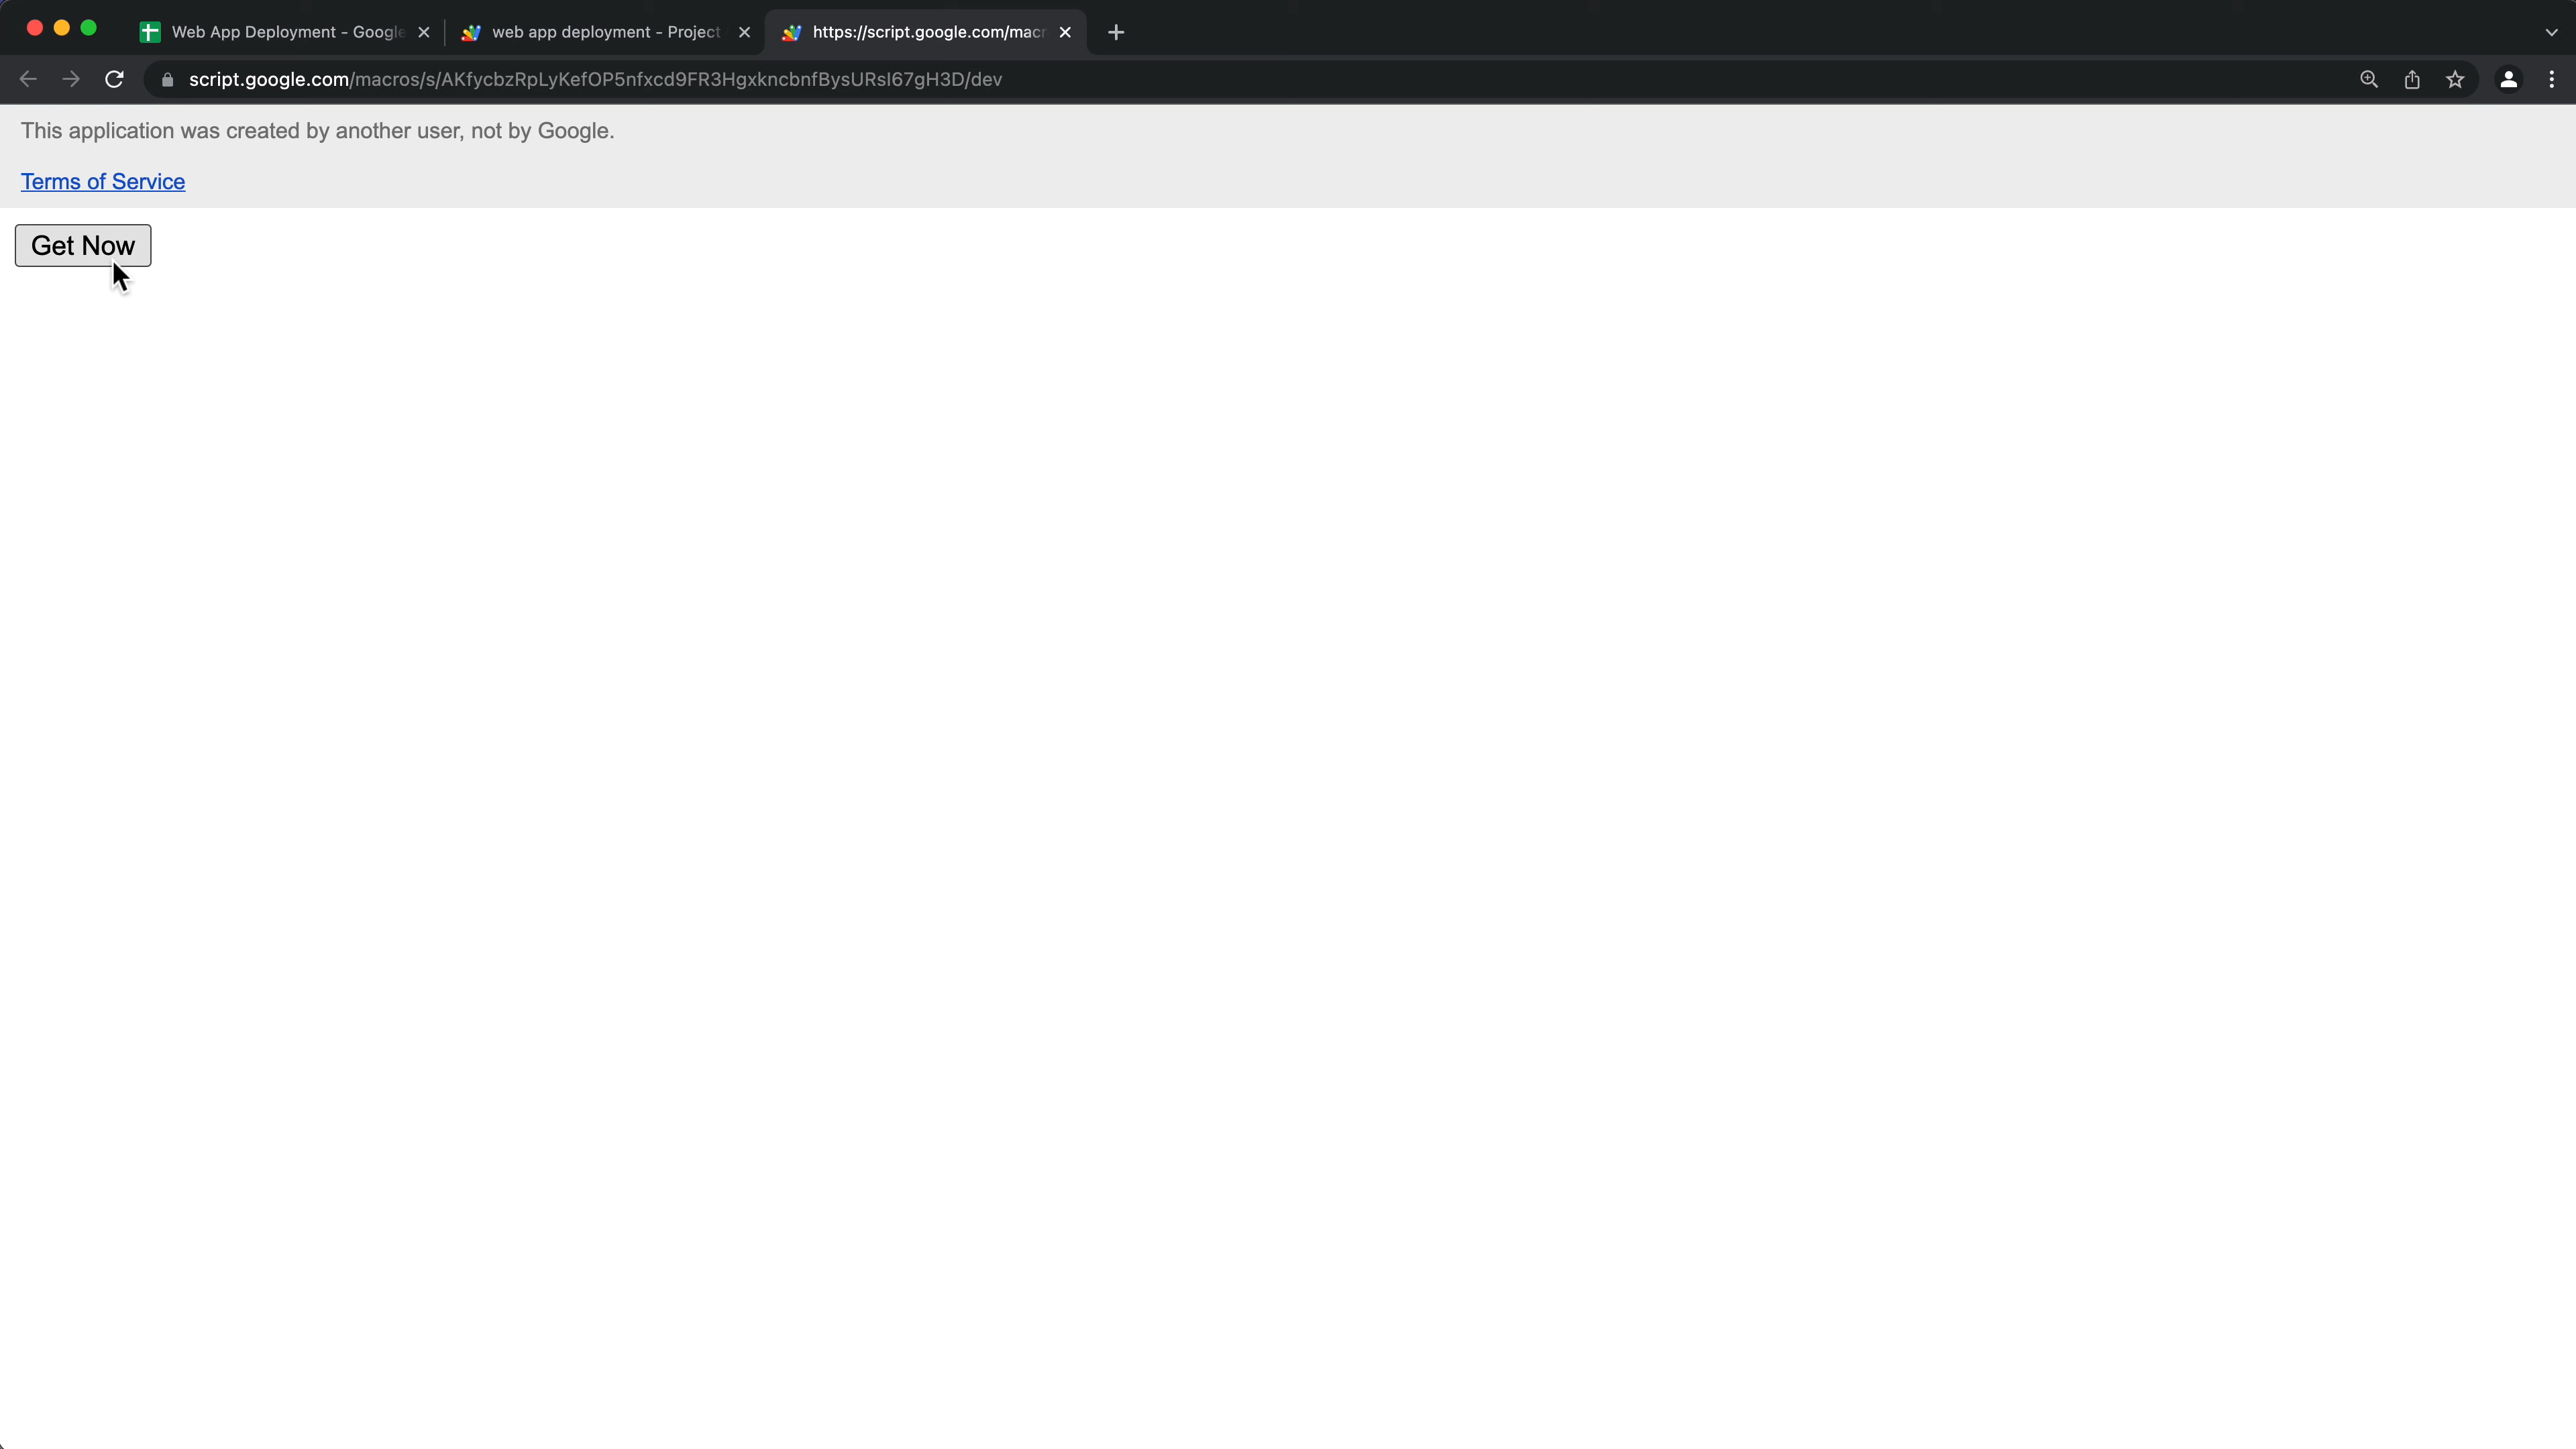 Web App Deployment - Google
web app deployment - Project
https://script.google.com/macr
script.google.com/macros/s/AKfycbzRpLyKefOP5nfxcd9FR3HgxkncbnfBysURsI67gH3D/dev
This application was created by another user, not by Google.
Terms of Service
Get Now